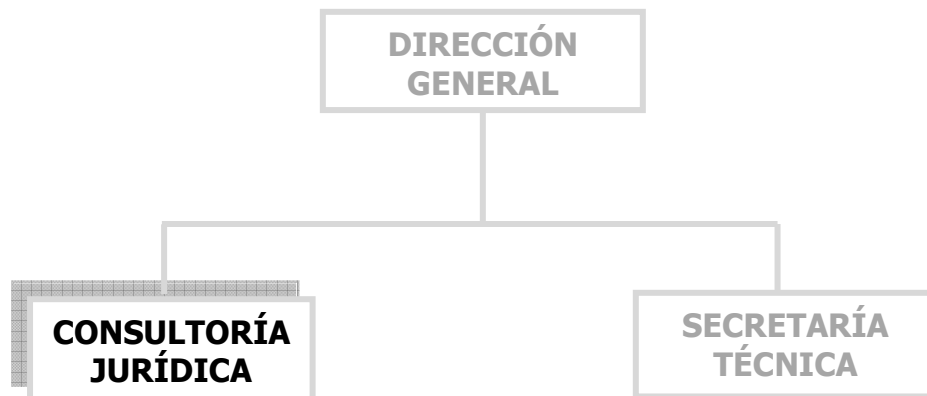 DIRECCIÓN
GENERAL
CONSULTORÍA
JURÍDICA
SECRETARÍA
TÉCNICA